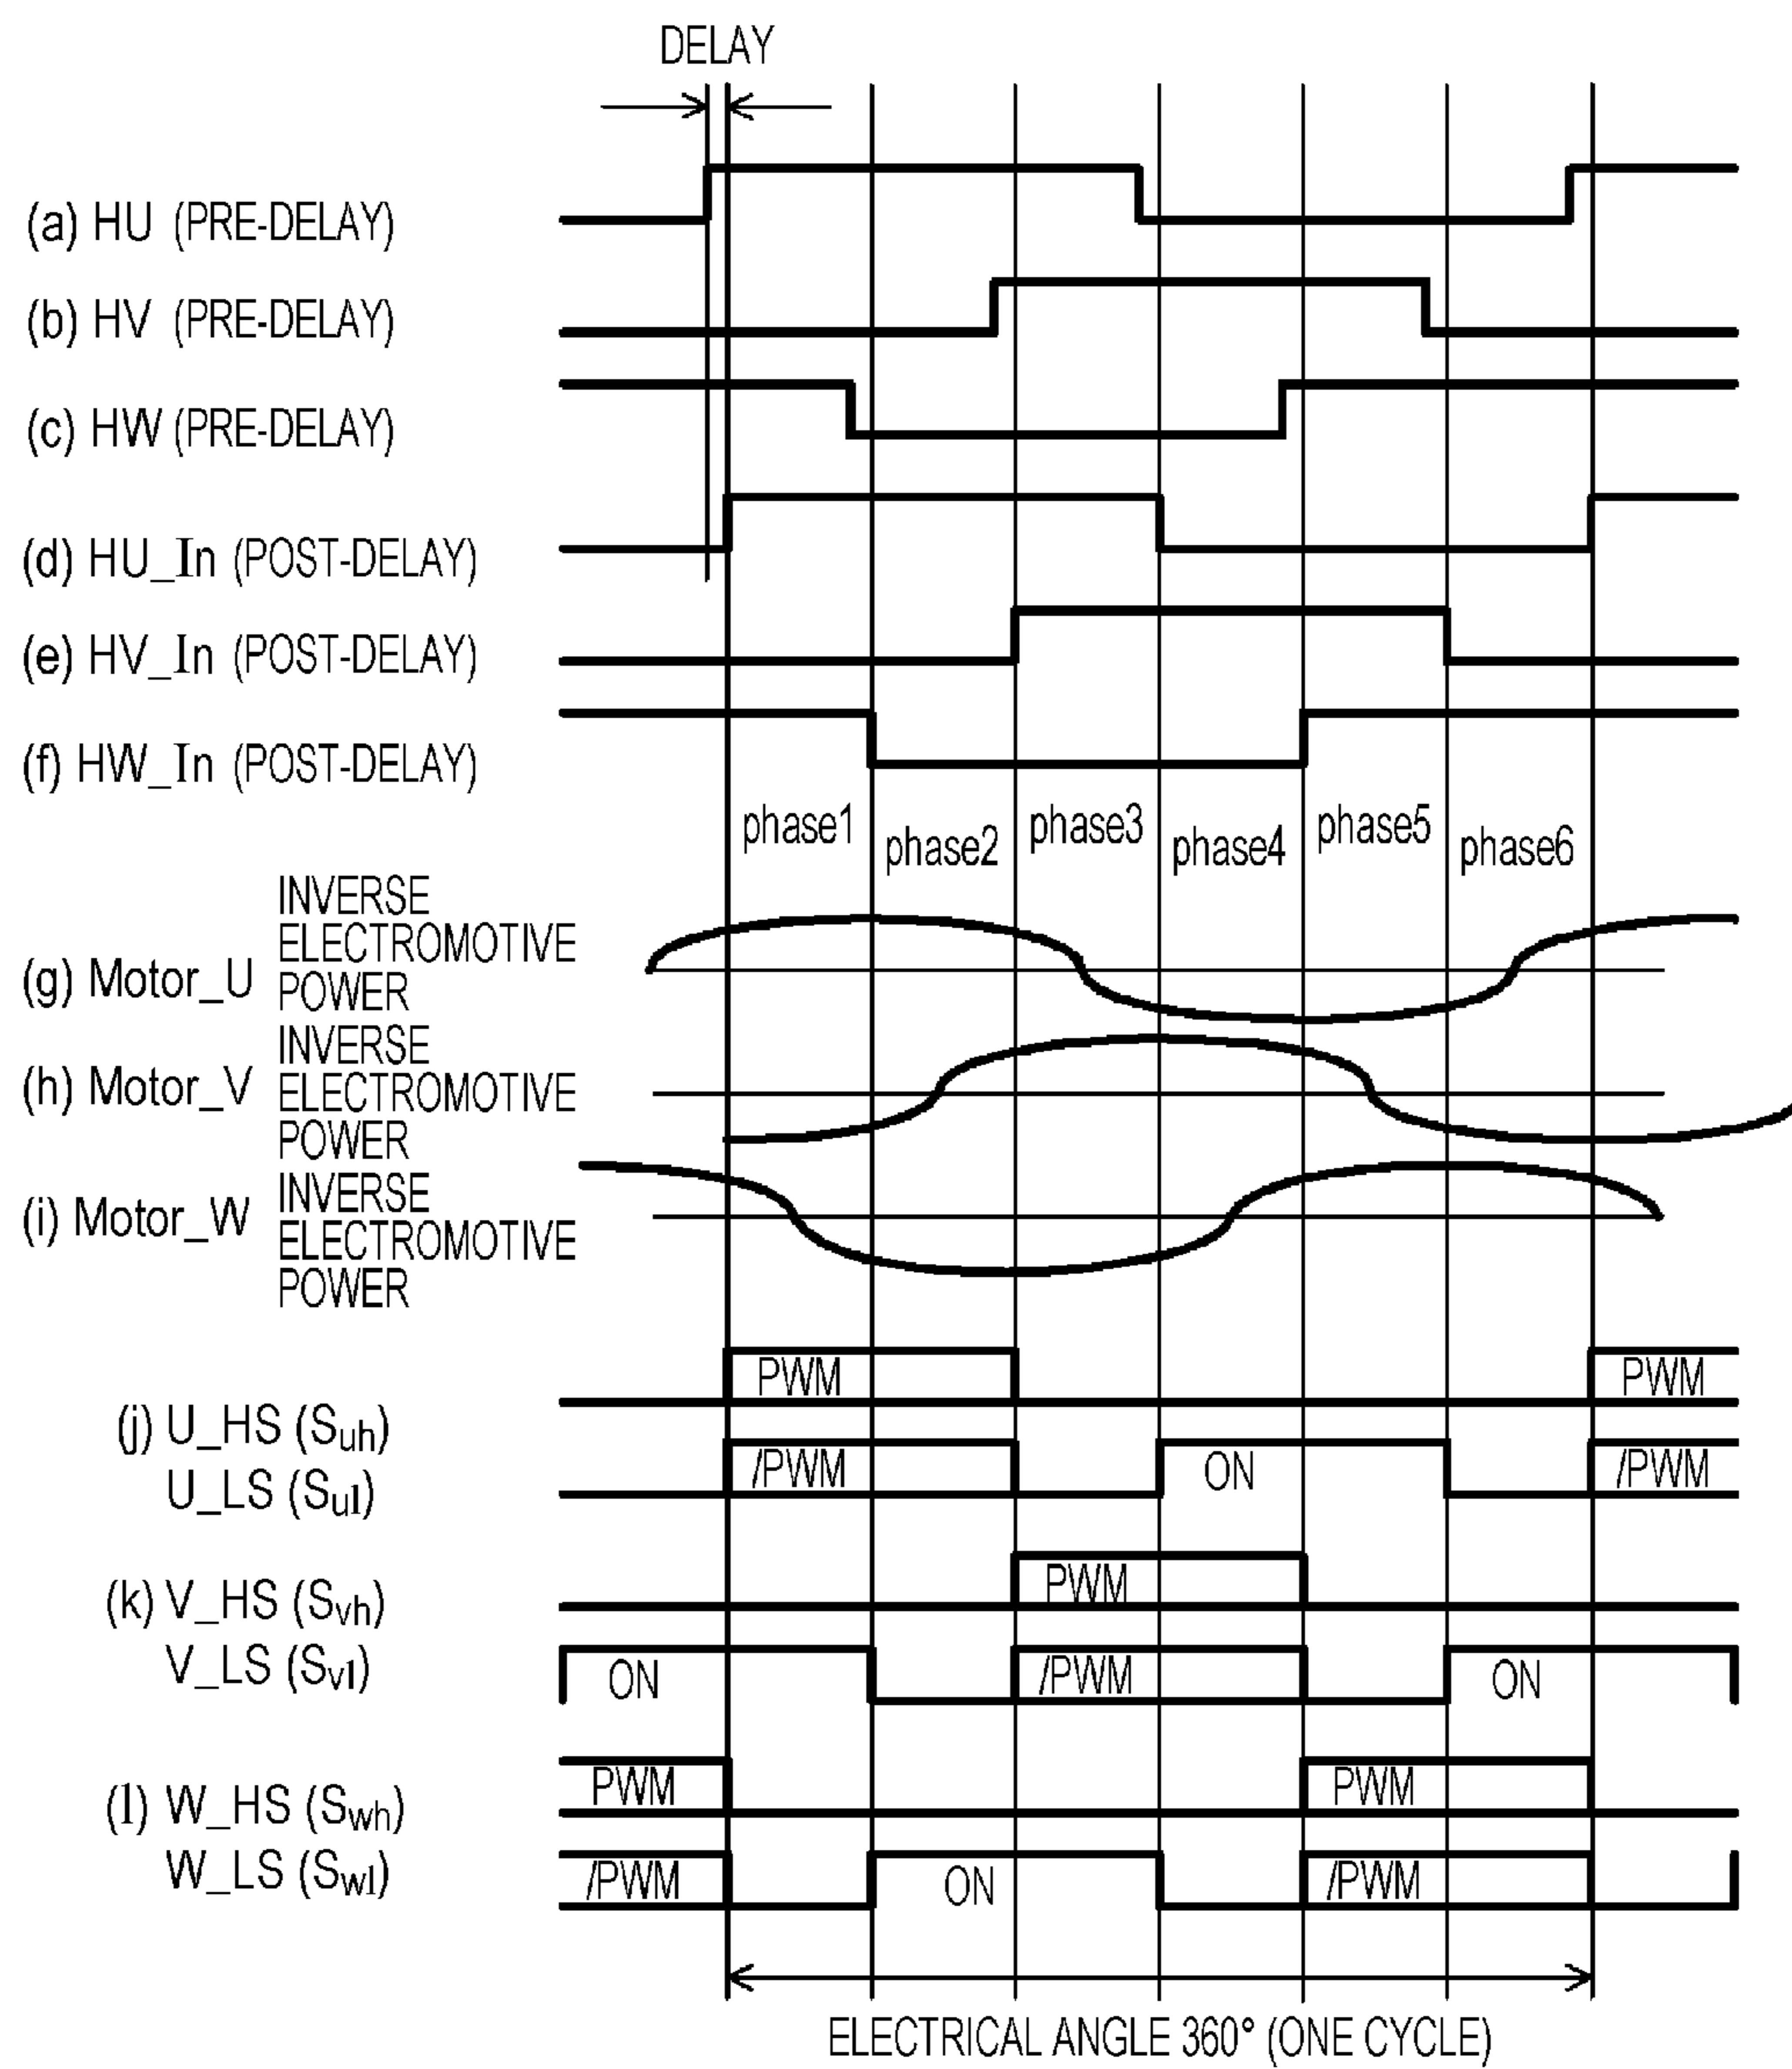 DELAY
(a) HU (PRE-DELAY)
(b) HV (PRE-DELAY)
(c) HW (PRE-DELAY)
(d) HU_In (POST-DELAY)
(e) HV_In (POST-DELAY)
(f) HW_In (POST-DELAY)
phase1 phase2 phase3 phase4 phase5 phase6
(g) Motor_U
INVERSE
ELECTROMOTIVE
POWER
(h) Motor_V
INVERSE
ELECTROMOTIVE
POWER
(i) Motor_W
INVERSE
ELECTROMOTIVE
POWER
PWM PWM
(j) U_HS (Suh)
/PWM ON /PWM
U_LS (Sul)
PWM
(k) V_HS (Svh)
V_LS (Svl)
ON /PWM ON
PWM PWM
(l) W_HS (Swh)
W_LS (Swl)
/PWM ON /PWM
ELECTRICAL ANGLE 360° (ONE CYCLE)